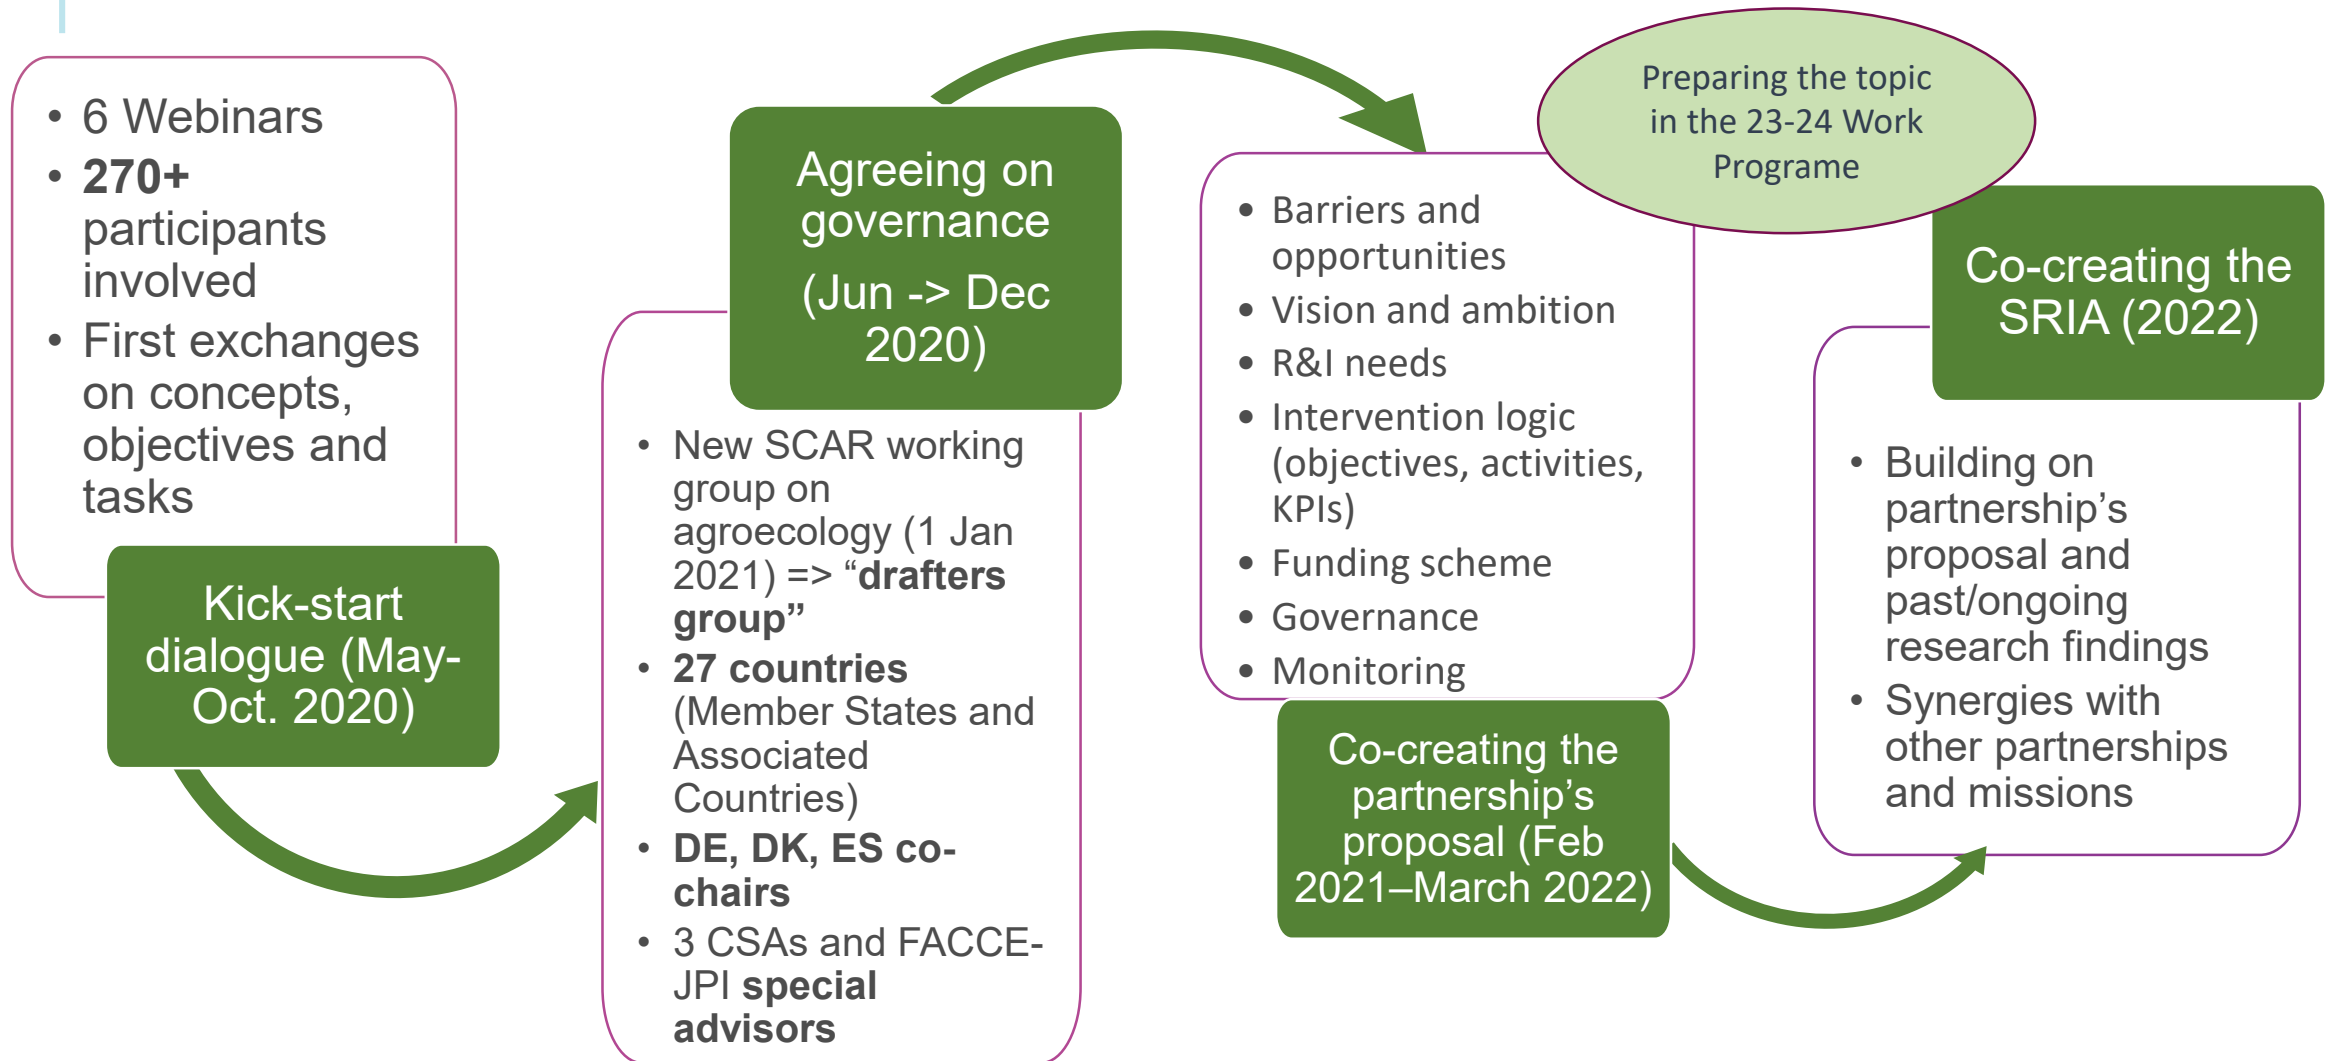 • 6 Webinars
• 270+
participants
involved
• First exchanges
on concepts,
objectives and
tasks
Kick-start
dialogue (May-
Oct. 2020)
Agreeing on
governance
(Jun -> Dec
2020)
• New SCAR working
group on
agroecology (1 Jan
2021) => “drafters
group”
• 27 countries
(Member States and
Associated
Countries)
• DE, DK, ES co-
chairs
• 3 CSAs and FACCE-
JPI special
advisors
Preparing the topic
in the 23-24 Work
Programe
• Barriers and
opportunities
• Vision and ambition
• R&I needs
• Intervention logic
(objectives, activities,
KPIs)
• Funding scheme
• Governance
• Monitoring
Co-creating the
partnership’s
proposal (Feb
2021–March 2022)
Co-creating the
SRIA (2022)
• Building on
partnership’s
proposal and
past/ongoing
research findings
• Synergies with
other partnerships
and missions